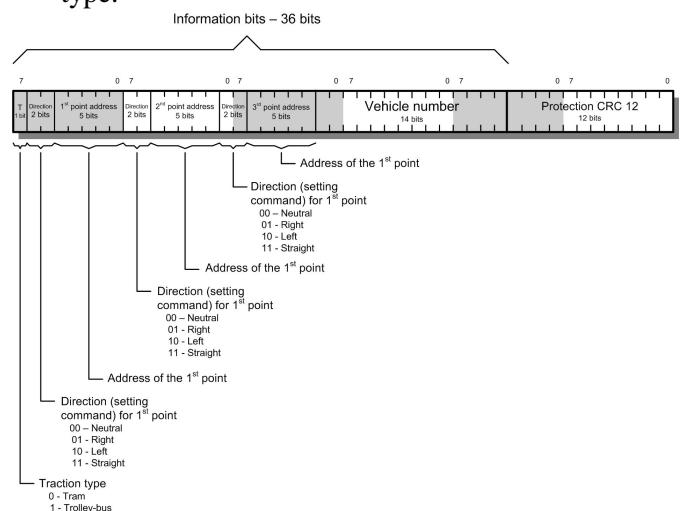 type.
Information bits – 36 bits
7 0 7 0 7 0 7 0 7 0 7 0
T 1 bit
Direction 2 bits
1st point address 5 bits
Direction 2 bits
2nd point address 5 bits
Direction 2 bits
3rd point address 5 bits
Vehicle number
14 bits
Protection CRC 12
12 bits
Address of the 1st point
Direction (setting
command) for 1st point
00 – Neutral
01 - Right
10 - Left
11 - Straight
Address of the 1st point
Direction (setting
command) for 1st point
00 – Neutral
01 - Right
10 - Left
11 - Straight
Address of the 1st point
Direction (setting
command) for 1st point
00 – Neutral
01 - Right
10 - Left
11 - Straight
Traction type
0 - Tram
1 - Trolley-bus